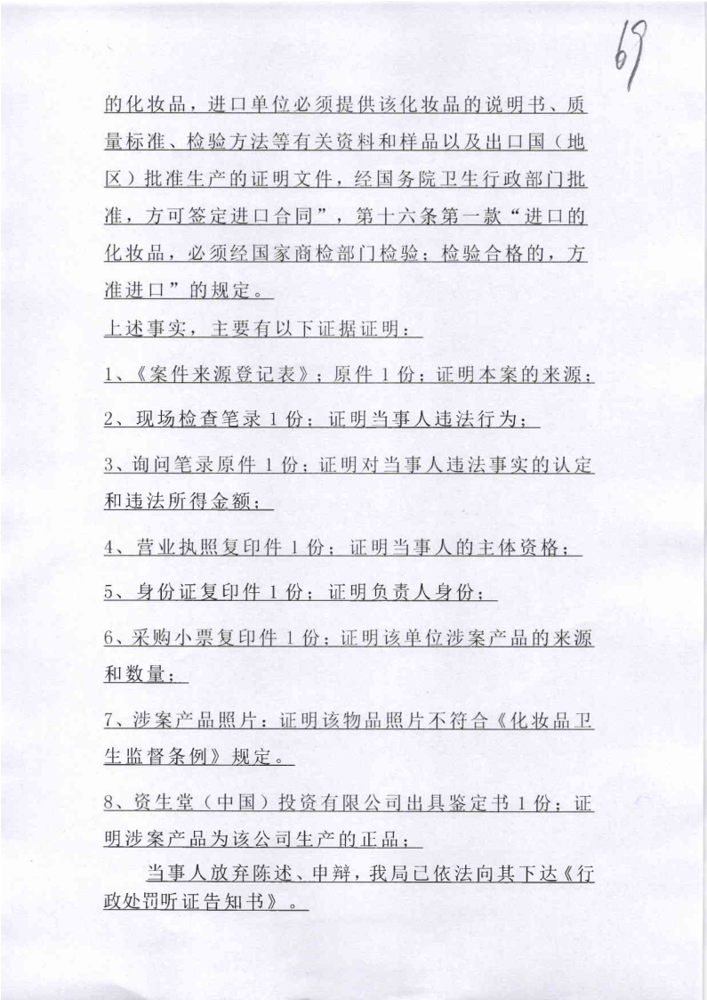 69
的化妆品，进口单位必须提供该化妆品的说明书、质
量标准、检验方法等有关资料和样品以及出口国（地
区）批准生产的证明文件，经国务院卫生行政部门批
准，方可签定进口合同”，第十六条第一款“进口的
化妆品，必须经国家商检部门检验；检验合格的，方
准进口”的规定。
上述事实，主要有以下证据证明：
1、《案件来源登记表》；原件1份；证明本案的来源；
2、现场检查笔录1份；证明当事人违法行为；
3、询问笔录原件1份；证明对当事人违法事实的认定
和违法所得金额；
4、营业执照复印件1份；证明当事人的主体资格；
5、身份证复印件1份；证明负责人身份；
6、采购小票复印件1份；证明该单位涉案产品的来源
和数量；
7、涉案产品照片：证明该物品照片不符合《化妆品卫
生监督条例》规定。
8、资生堂（中国）投资有限公司出具鉴定书1份；证
明涉案产品为该公司生产的正品；
当事人放弃陈述、申辩，我局已依法向其下达《行
政处罚听证告知书》。